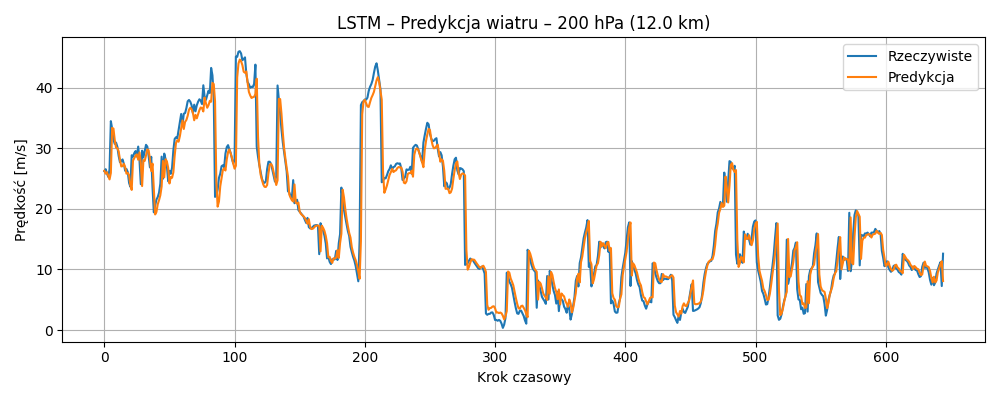 LSTM – Predykcja wiatru – 200 hPa (12.0 km)
Rzeczywiste
Predykcja
Prędkość [m/s]
40
30
20
10
0
0 100 200 300 400 500 600
Krok czasowy